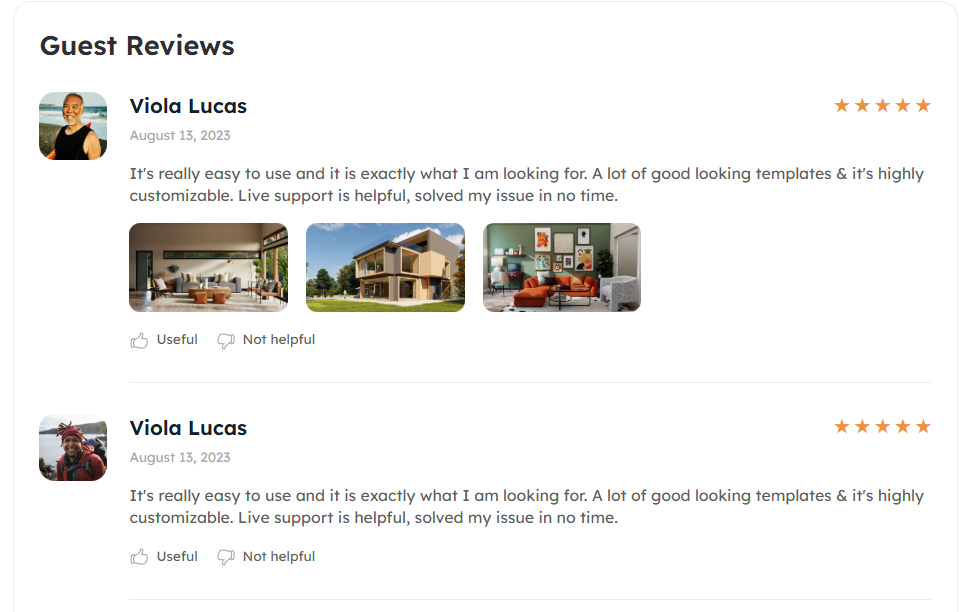 Guest Reviews
Viola Lucas
August 13, 2023
It's really easy to use and it is exactly what I am looking for. A lot of good looking templates & it's highly
customizable. Live support is helpful, solved my issue in no time.
Useful Not helpful
Viola Lucas
August 13, 2023
It's really easy to use and it is exactly what I am looking for. A lot of good looking templates & it's highly
customizable. Live support is helpful, solved my issue in no time.
Useful Not helpful